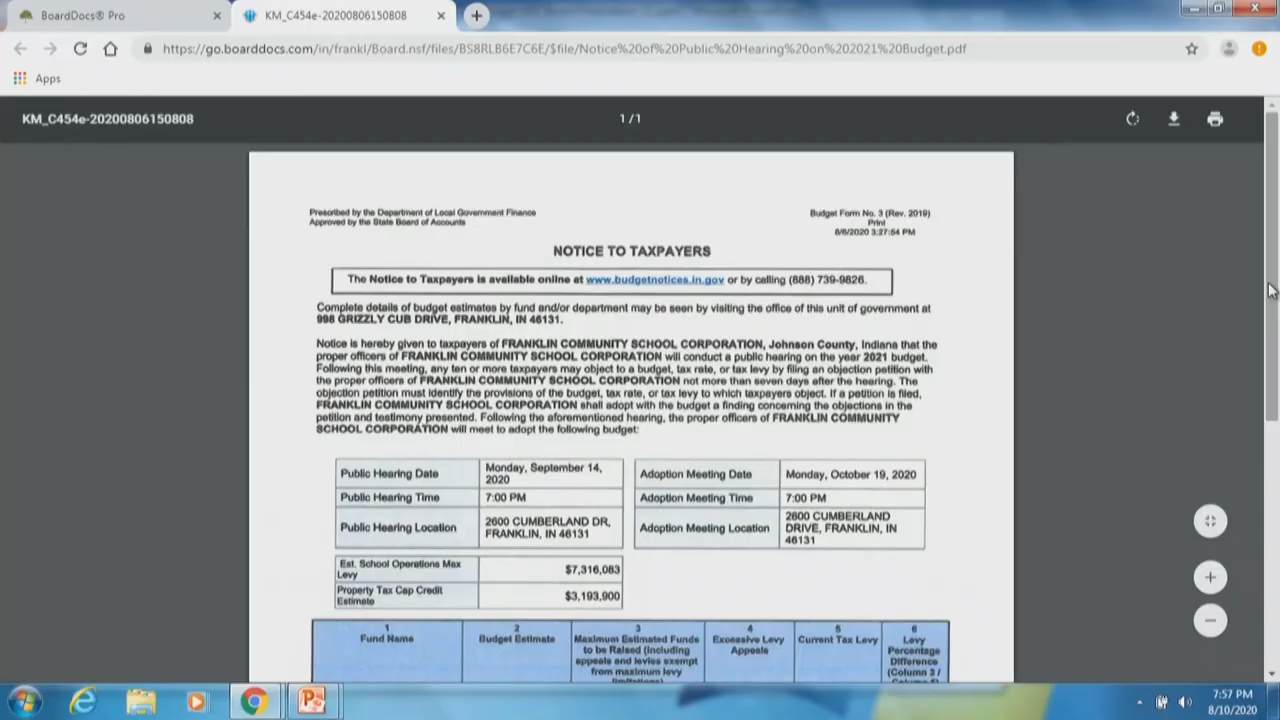 BoardDocs® Pro
KM_C454e-20200806150808
https://go.boarddocs.com/in/frankl/Board.nsf/files/BS8RLB6E7C6E/$file/Notice%20of%20Public%20Hearing%20on%202021%20Budget.pdf
Apps
KM_C454e-20200806150808
1 / 1
Prescribed by the Department of Local Government Finance
Approved by the State Board of Accounts
Budget Form No. 3 (Rev. 2019)
Print
8/6/2020 3:27:54 PM
NOTICE TO TAXPAYERS
The Notice to Taxpayers is available online at www.budgetnotices.in.gov or by calling (888) 739-9826.
Complete details of budget estimates by fund and/or department may be seen by visiting the office of this unit of government at
998 GRIZZLY CUB DRIVE, FRANKLIN, IN 46131.
Notice is hereby given to taxpayers of FRANKLIN COMMUNITY SCHOOL CORPORATION, Johnson County, Indiana that the
proper officers of FRANKLIN COMMUNITY SCHOOL CORPORATION will conduct a public hearing on the year 2021 budget.
Following this meeting, any ten or more taxpayers may object to a budget, tax rate, or tax levy by filing an objection petition with
the proper officers of FRANKLIN COMMUNITY SCHOOL CORPORATION not more than seven days after the hearing. The
objection petition must identify the provisions of the budget, tax rate, or tax levy to which taxpayers object. If a petition is filed,
FRANKLIN COMMUNITY SCHOOL CORPORATION shall adopt with the budget a finding concerning the objections in the
petition and testimony presented. Following the aforementioned hearing, the proper officers of FRANKLIN COMMUNITY
SCHOOL CORPORATION will meet to adopt the following budget:
Public Hearing Date
Monday, September 14,
2020
Public Hearing Time
7:00 PM
Public Hearing Location
2600 CUMBERLAND DR,
FRANKLIN, IN 46131
Adoption Meeting Date
Monday, October 19, 2020
Adoption Meeting Time
7:00 PM
Adoption Meeting Location
2600 CUMBERLAND
DRIVE, FRANKLIN, IN
46131
Est. School Operations Max
Levy
$7,316,083
Property Tax Cap Credit
Estimate
$3,193,900
1
Fund Name
2
Budget Estimate
3
Maximum Estimated Funds
to be Raised (including
appeals and levies exempt
from maximum levy
limitations)
4
Excessive Levy
Appeals
5
Current Tax Levy
6
Levy
Percentage
Difference
(Column 3 /
7:57 PM
8/10/2020